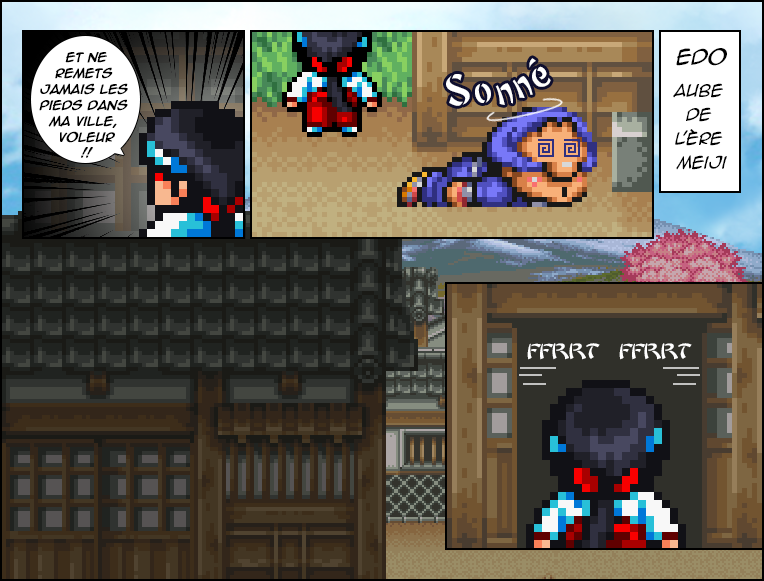 ET NE
REMETS
JAMAIS LES
PIEDS DANS
MA VILLE,
VOLEUR
!!
Sonné
EDO
AUBE
DE
L'ÈRE
MEIJI
FFRRT FFRRT